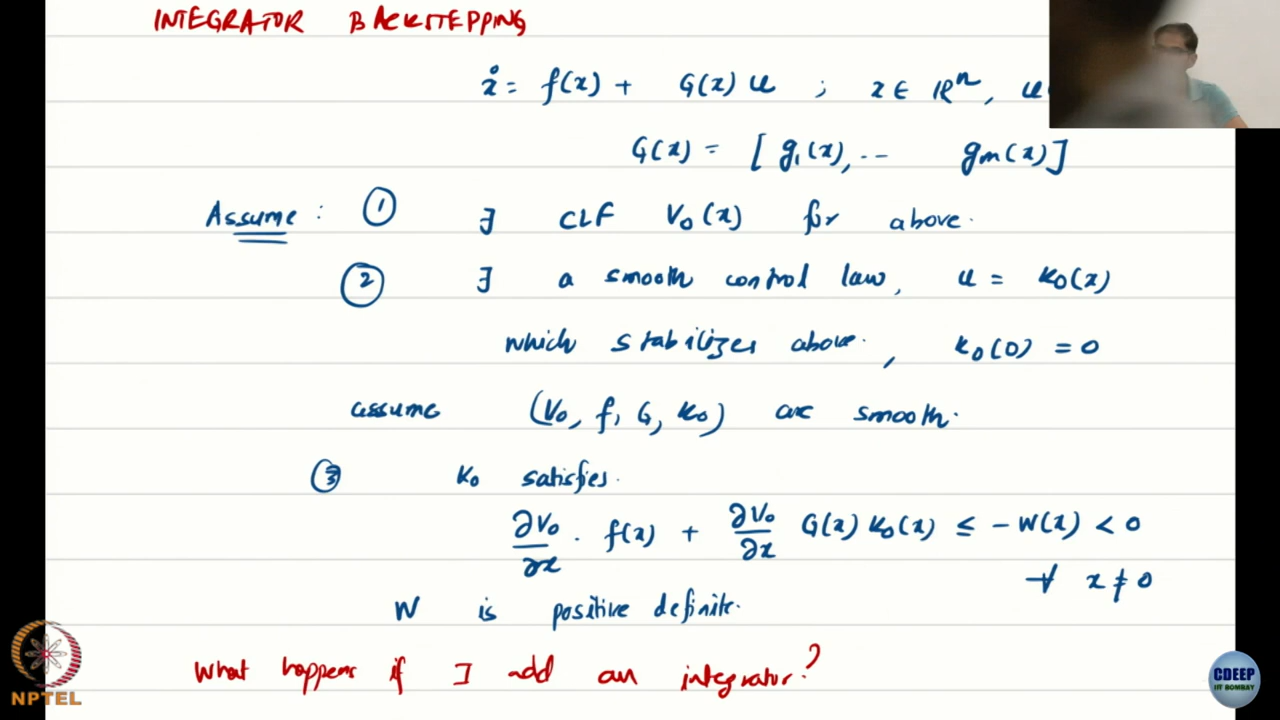 INTEGRATOR BACKSTEPPING
ẋ = f(x) + G(x) u ; x ∈ ℝⁿ, u
G(x) = [ g₁(x), -- gm(x) ]
Assume : ① ∃ CLF V₀(x) for above.
② ∃ a smooth control law, u = k₀(x)
which stabilizes above. , k₀(0) = 0
assume (V₀, f, G, k₀) are smooth.
③ k₀ satisfies.
∂V₀/∂x . f(x) + ∂V₀/∂x G(x) k₀(x) ≤ - W(x) < 0
∀ x ≠ 0
W is positive definite.
What happens if I add an integrator?
NPTEL
CDEEP
IIT BOMBAY